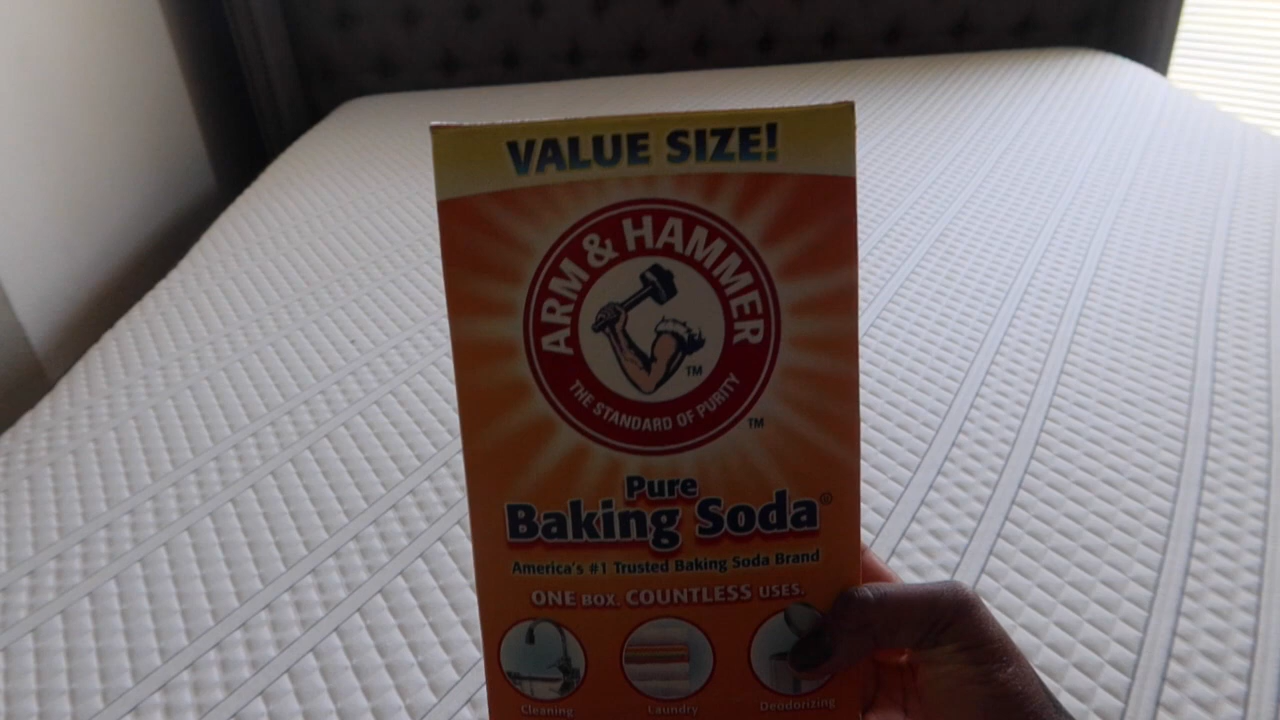 VALUE SIZE!
ARM & HAMMER
TM
THE STANDARD OF PURITY
TM
Pure
Baking Soda®
America's #1 Trusted Baking Soda Brand
ONE BOX. COUNTLESS USES.
Cleaning Laundry Deodorizing